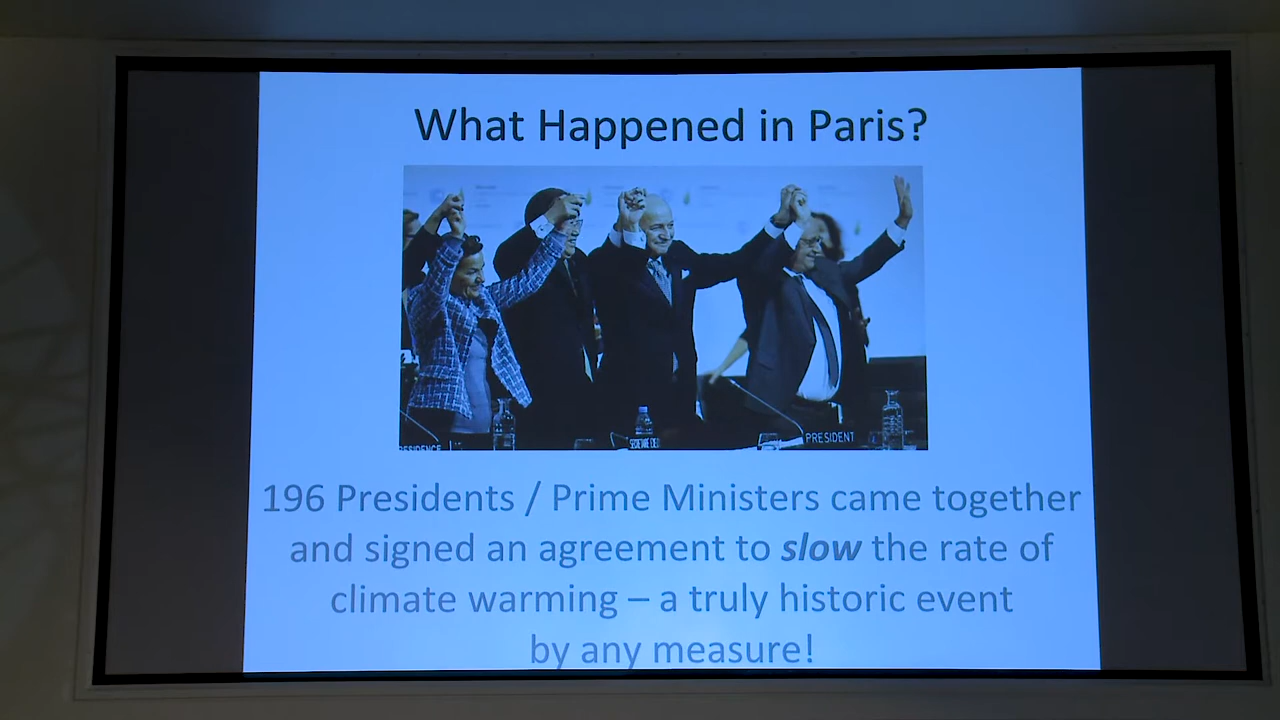 What Happened in Paris?
PRESIDENT
196 Presidents / Prime Ministers came together
and signed an agreement to slow the rate of
climate warming – a truly historic event
by any measure!